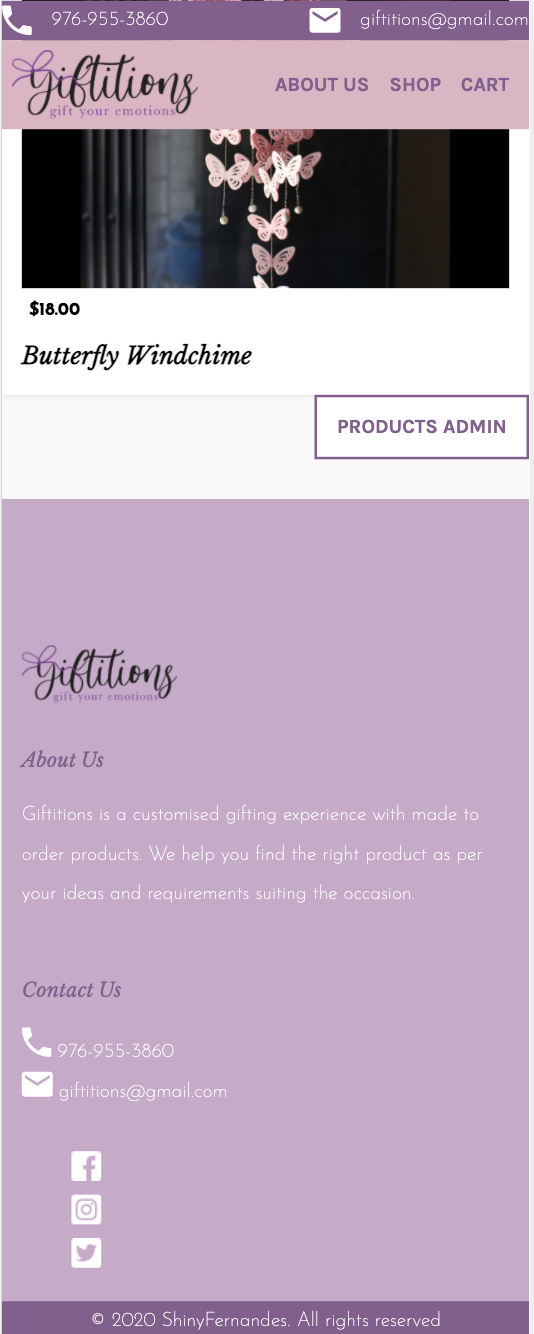 976-955-3860 giftitions@gmail.com
Giftitions
gift your emotions
ABOUT US SHOP CART
$18.00
Butterfly Windchime
PRODUCTS ADMIN
Giftitions
gift your emotions
About Us
Giftitions is a customised gifting experience with made to
order products. We help you find the right product as per
your ideas and requirements suiting the occasion.
Contact Us
976-955-3860
giftitions@gmail.com
© 2020 ShinyFernandes. All rights reserved